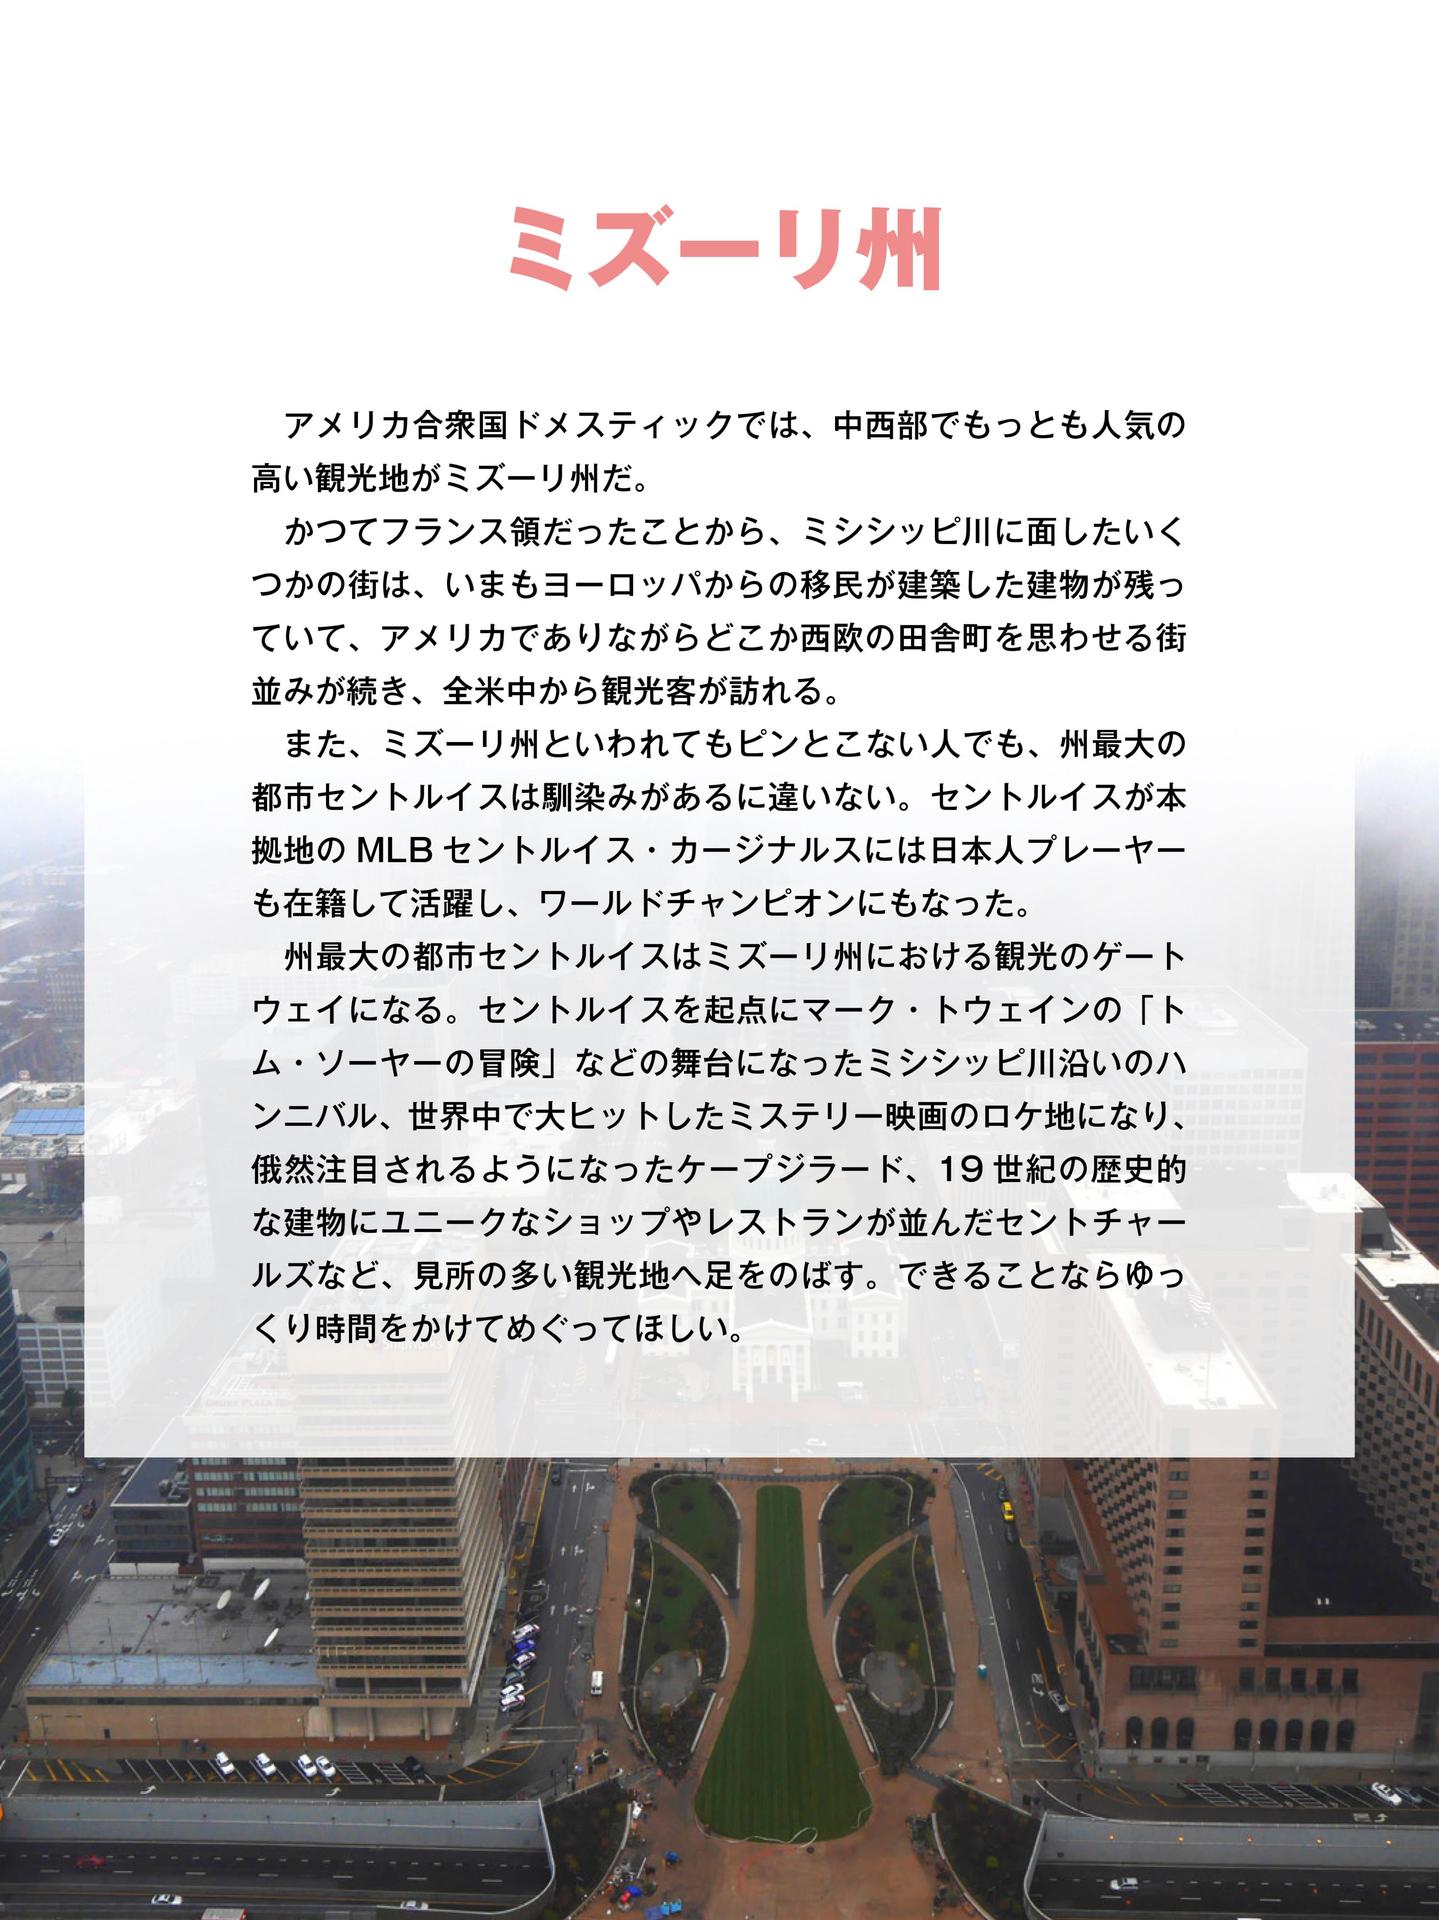 ミズーリ州
　アメリカ合衆国ドメスティックでは、中西部でもっとも人気の
高い観光地がミズーリ州だ。
　かつてフランス領だったことから、ミシシッピ川に面したいく
つかの街は、いまもヨーロッパからの移民が建築した建物が残っ
ていて、アメリカでありながらどこか西欧の田舎町を思わせる街
並みが続き、全米中から観光客が訪れる。
　また、ミズーリ州といわれてもピンとこない人でも、州最大の
都市セントルイスは馴染みがあるに違いない。セントルイスが本
拠地の MLB セントルイス・カージナルスには日本人プレーヤー
も在籍して活躍し、ワールドチャンピオンにもなった。
　州最大の都市セントルイスはミズーリ州における観光のゲート
ウェイになる。セントルイスを起点にマーク・トウェインの「ト
ム・ソーヤーの冒険」などの舞台になったミシシッピ川沿いのハ
ンニバル、世界中で大ヒットしたミステリー映画のロケ地になり、
俄然注目されるようになったケープジラード、19 世紀の歴史的
な建物にユニークなショップやレストランが並んだセントチャー
ルズなど、見所の多い観光地へ足をのばす。できることならゆっ
くり時間をかけてめぐってほしい。
DRURY PLAZA